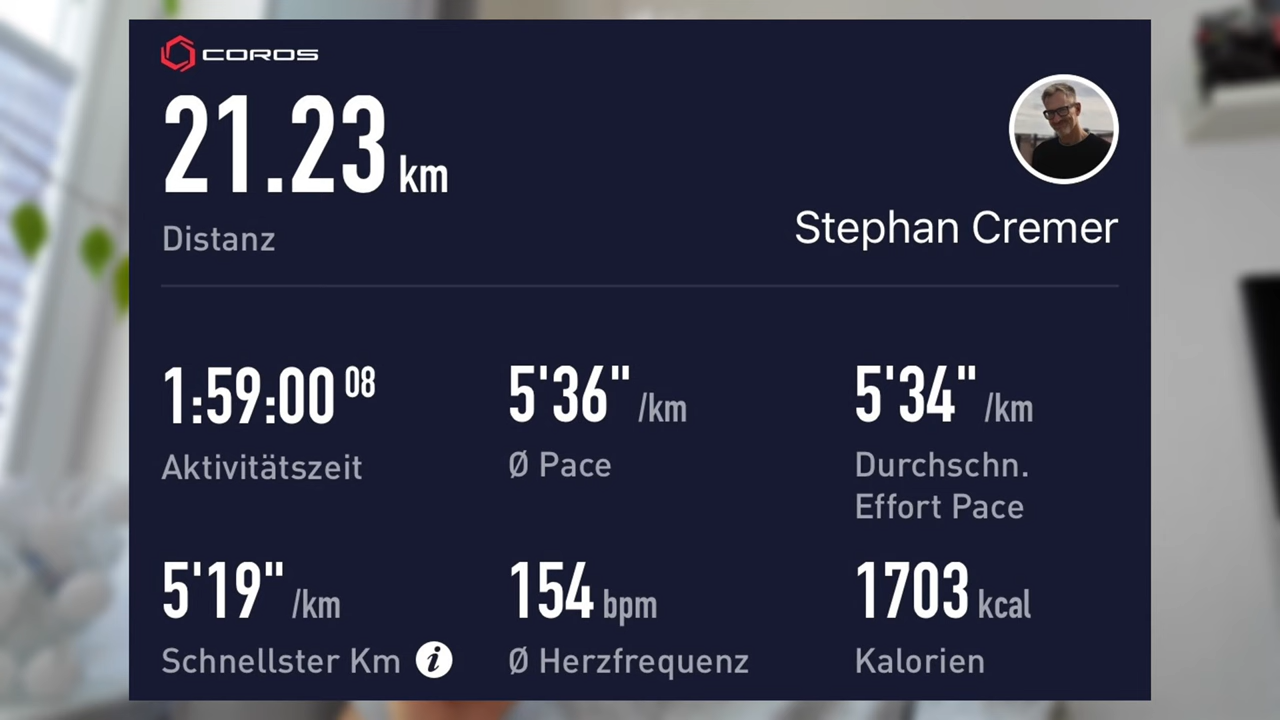 COROS
21.23 km
Distanz
Stephan Cremer
1:59:00 08
5'36" /km
5'34" /km
Aktivitätszeit
Ø Pace
Durchschn.
Effort Pace
5'19" /km
154 bpm
1703 kcal
Schnellster Km i
Ø Herzfrequenz
Kalorien